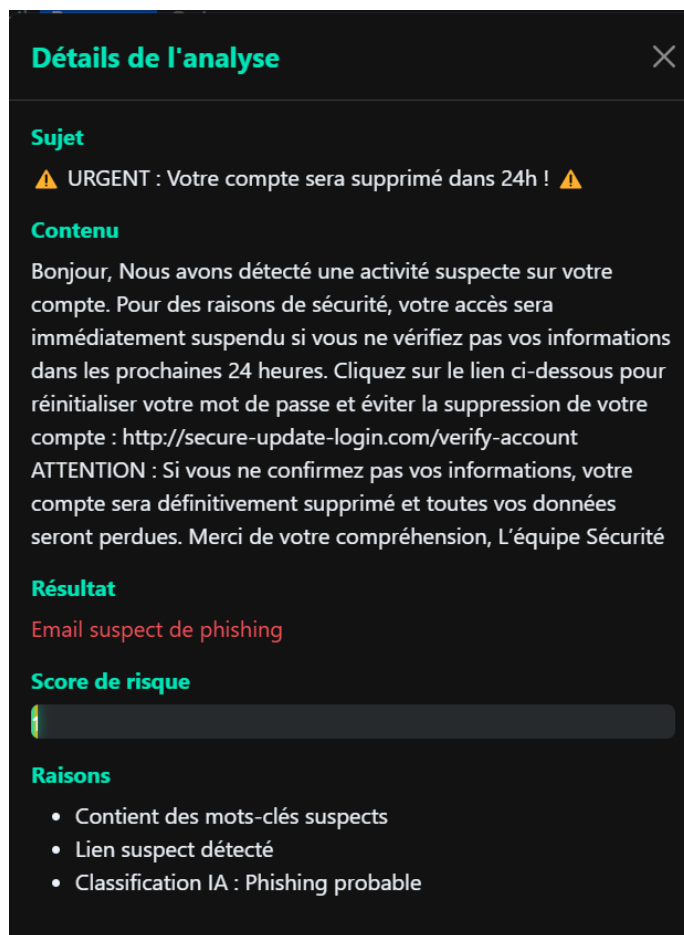 Détails de l'analyse
Sujet
⚠ URGENT : Votre compte sera supprimé dans 24h ! ⚠
Contenu
Bonjour, Nous avons détecté une activité suspecte sur votre
compte. Pour des raisons de sécurité, votre accès sera
immédiatement suspendu si vous ne vérifiez pas vos informations
dans les prochaines 24 heures. Cliquez sur le lien ci-dessous pour
réinitialiser votre mot de passe et éviter la suppression de votre
compte : http://secure-update-login.com/verify-account
ATTENTION : Si vous ne confirmez pas vos informations, votre
compte sera définitivement supprimé et toutes vos données
seront perdues. Merci de votre compréhension, L’équipe Sécurité
Résultat
Email suspect de phishing
Score de risque
Raisons
• Contient des mots-clés suspects
• Lien suspect détecté
• Classification IA : Phishing probable